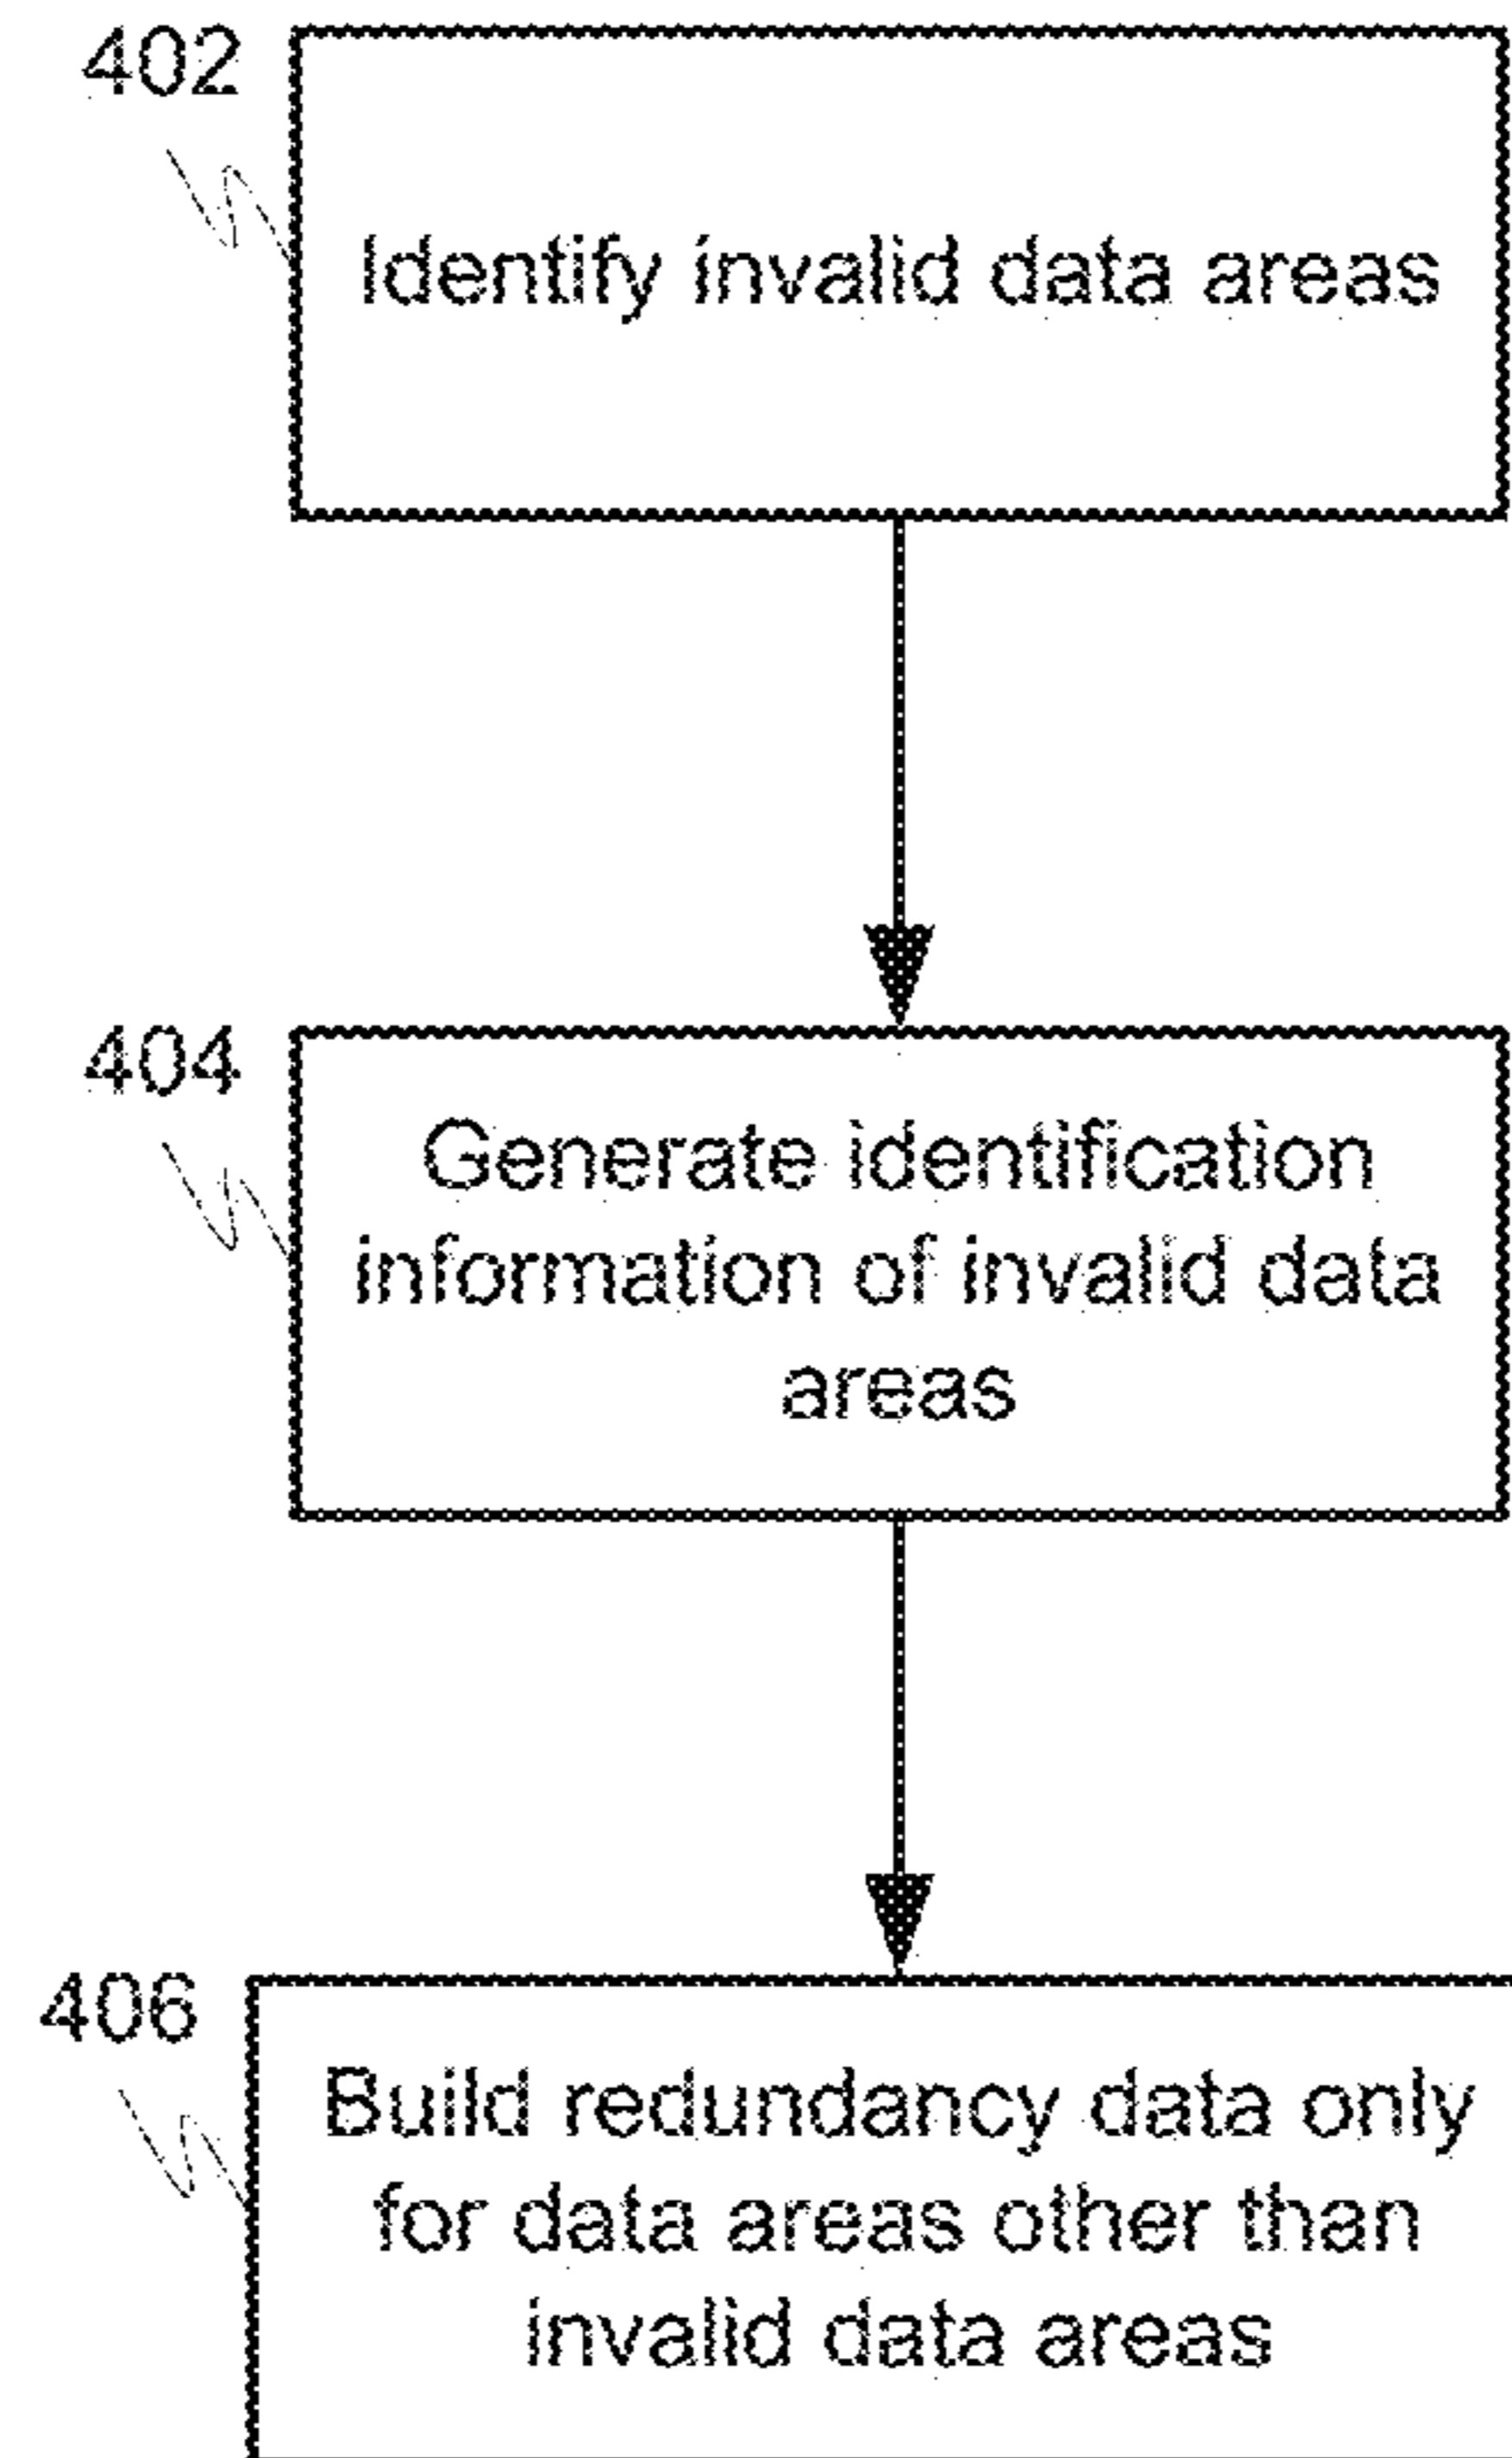 402
Identify invalid data areas
404
Generate identification
information of invalid data
areas
406
Build redundancy data only
for data areas other than
invalid data areas